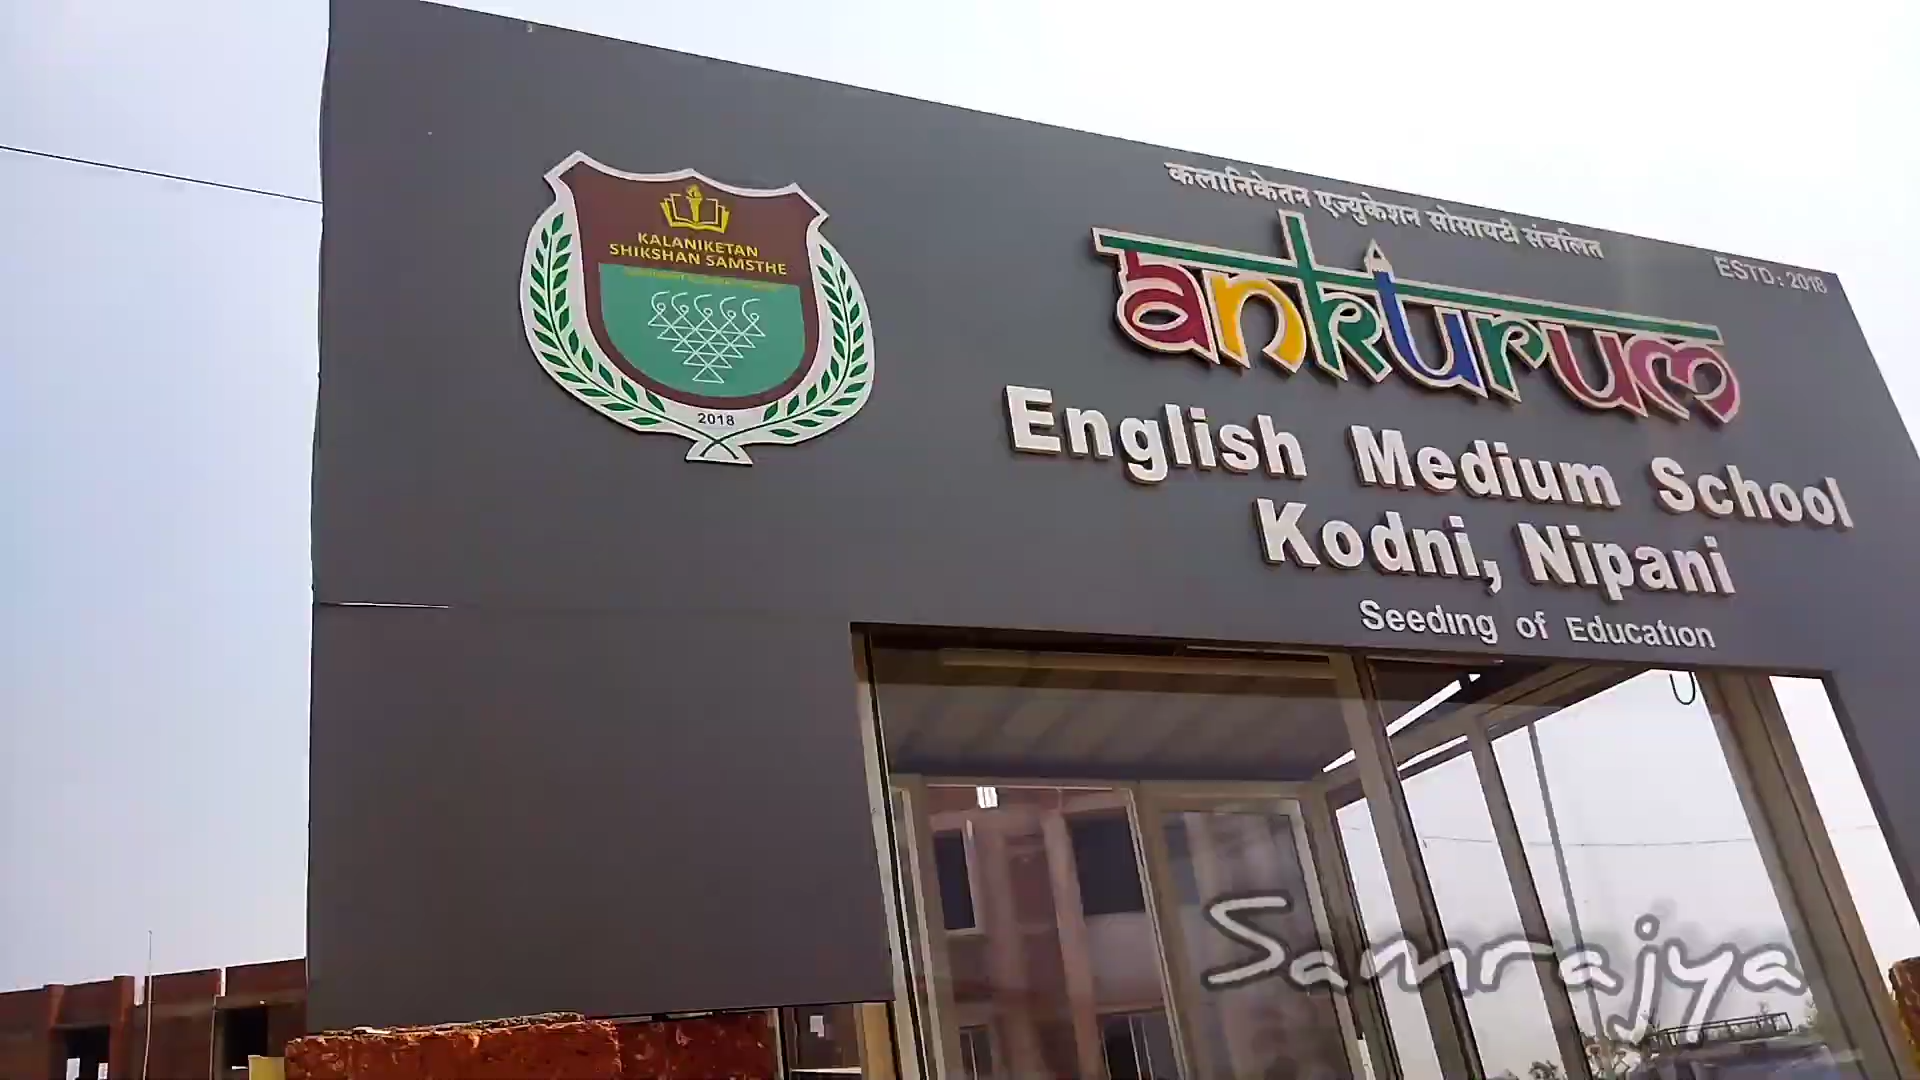 KALANIKETAN
SHIKSHAN SAMSTHE
2018
कलानिकेतन एज्युकेशन सोसायटी संचलित
ESTD: 2018
ankurum
English Medium School
Kodni, Nipani
Seeding of Education
Samrajya